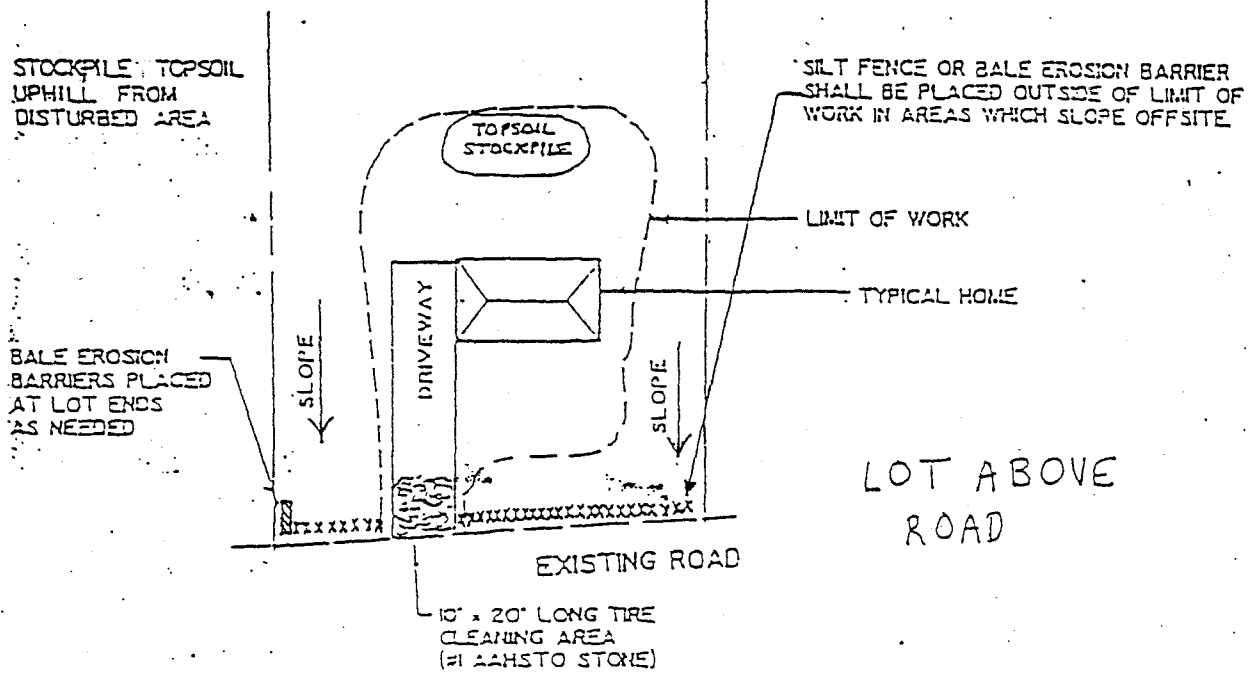 STOCKPILE TOPSOIL
UPHILL FROM
DISTURBED AREA
TOPSOIL
STOCKPILE
SILT FENCE OR BALE EROSION BARRIER
SHALL BE PLACED OUTSIDE OF LIMIT OF
WORK IN AREAS WHICH SLOPE OFFSITE
LIMIT OF WORK
TYPICAL HOME
DRIVEWAY
SLOPE
SLOPE
BALE EROSION
BARRIERS PLACED
AT LOT ENDS
AS NEEDED
LOT ABOVE
ROAD
EXISTING ROAD
10' x 20' LONG TIRE
CLEANING AREA
(#1 AAHSTO STONE)